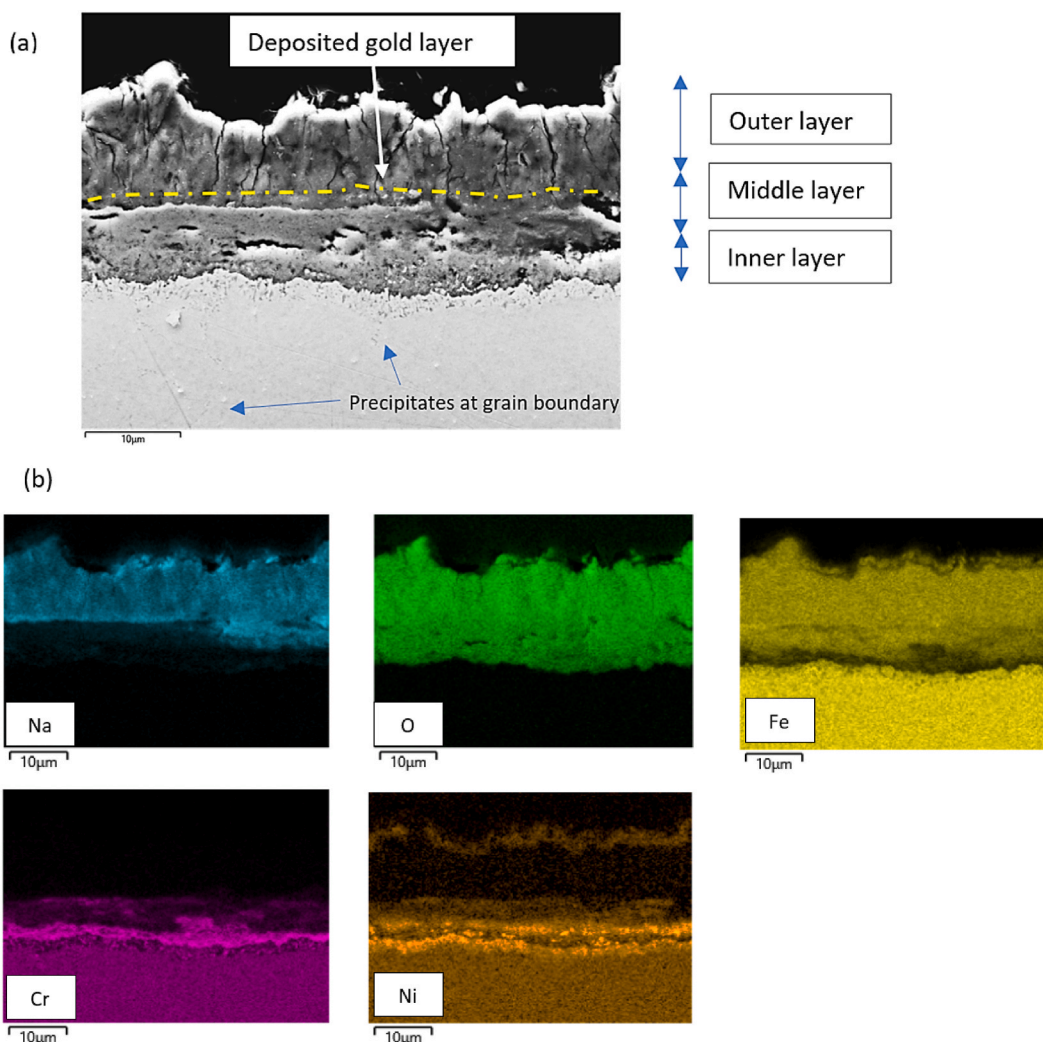 (a)
Deposited gold layer
Outer layer
Middle layer
Inner layer
Precipitates at grain boundary
10µm
(b)
Na
O
Fe
10µm
10µm
10µm
Cr
Ni
10µm
10µm